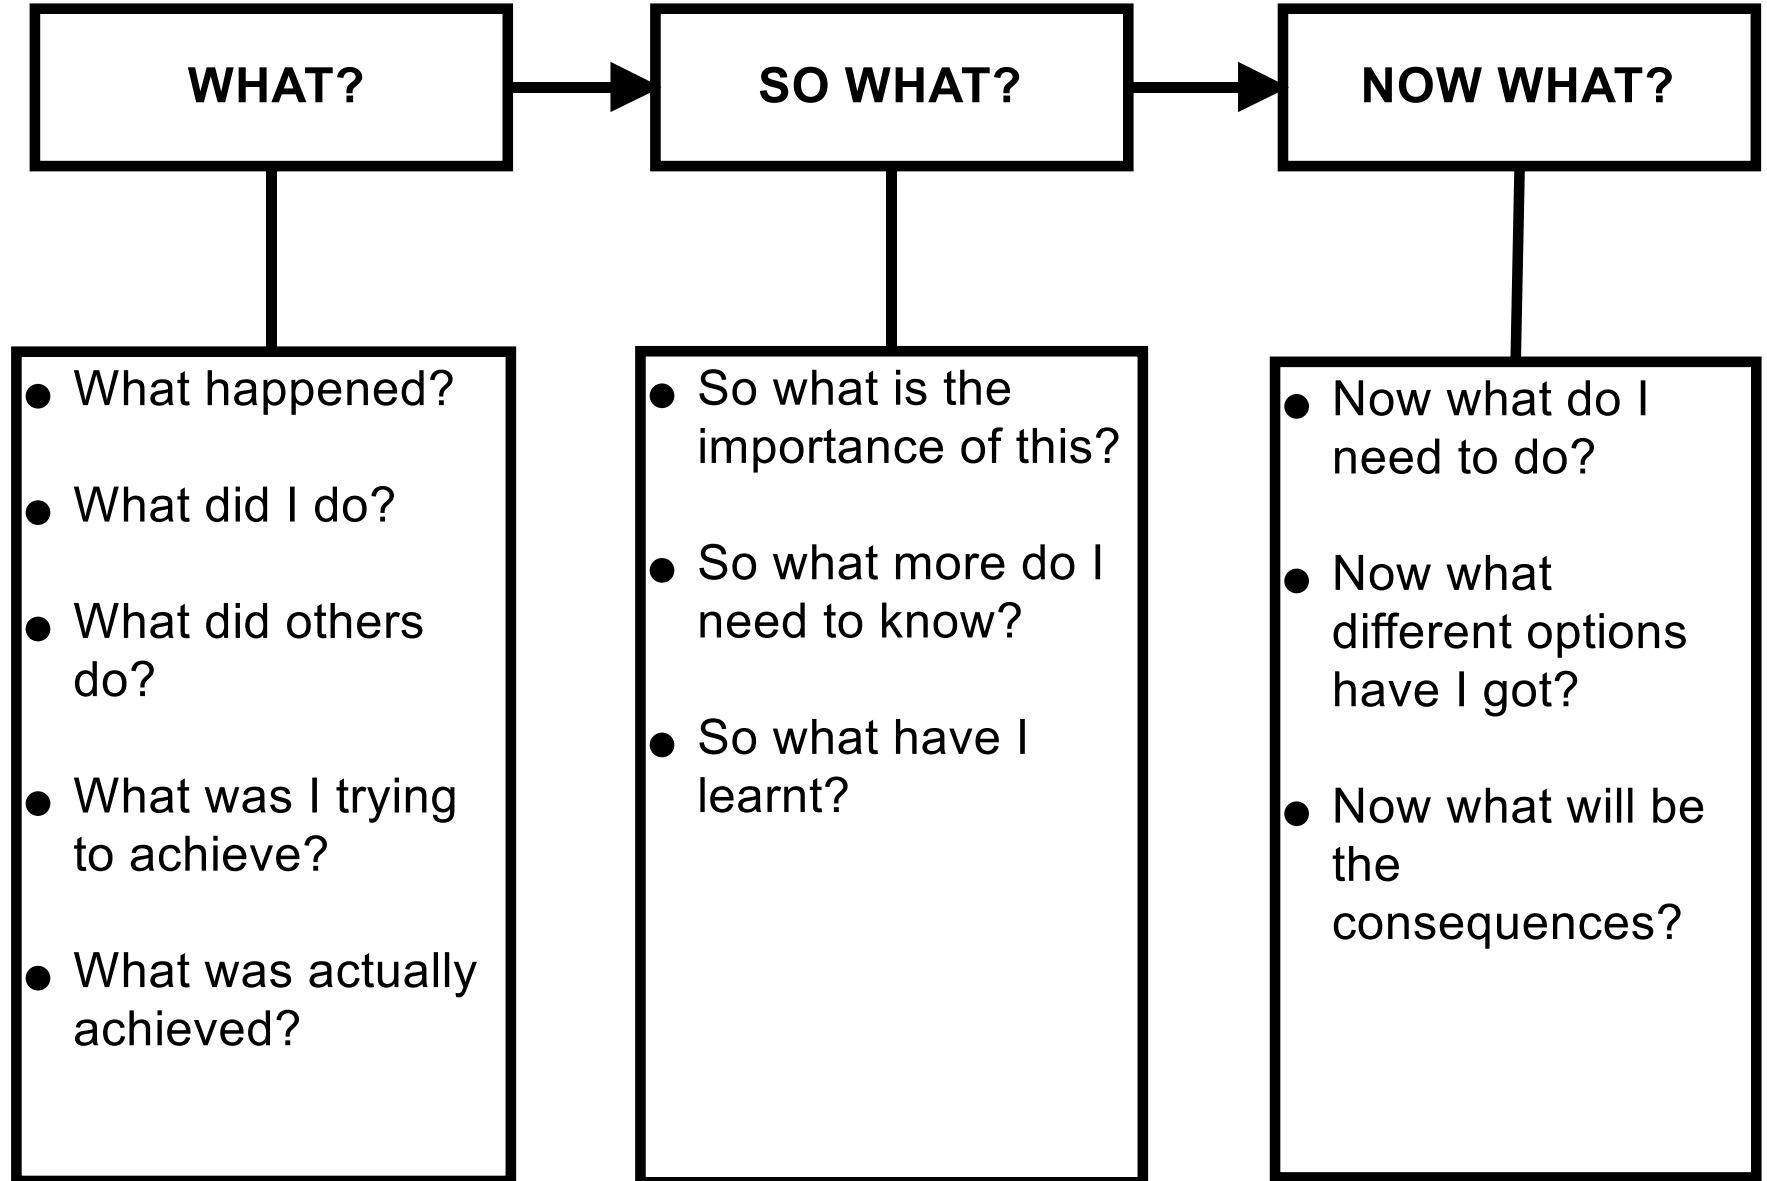 WHAT?
SO WHAT?
NOW WHAT?
● What happened?
● What did I do?
● What did others
do?
● What was I trying
to achieve?
● What was actually
achieved?
● So what is the
importance of this?
● So what more do I
need to know?
● So what have I
learnt?
● Now what do I
need to do?
● Now what
different options
have I got?
● Now what will be
the
consequences?